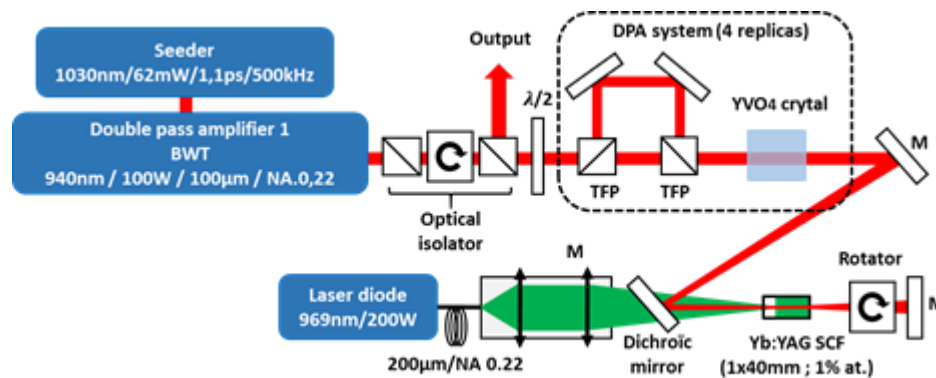 Seeder
1030nm/62mW/1,1ps/500kHz
Double pass amplifier 1
BWT
940nm / 100W / 100µm / NA.0,22
Output
λ/2
Optical
isolator
DPA system (4 replicas)
YVO4 crytal
TFP
TFP
M
Laser diode
969nm/200W
200µm/NA 0.22
M
Dichroïc
mirror
Yb:YAG SCF
(1x40mm ; 1% at.)
Rotator
M